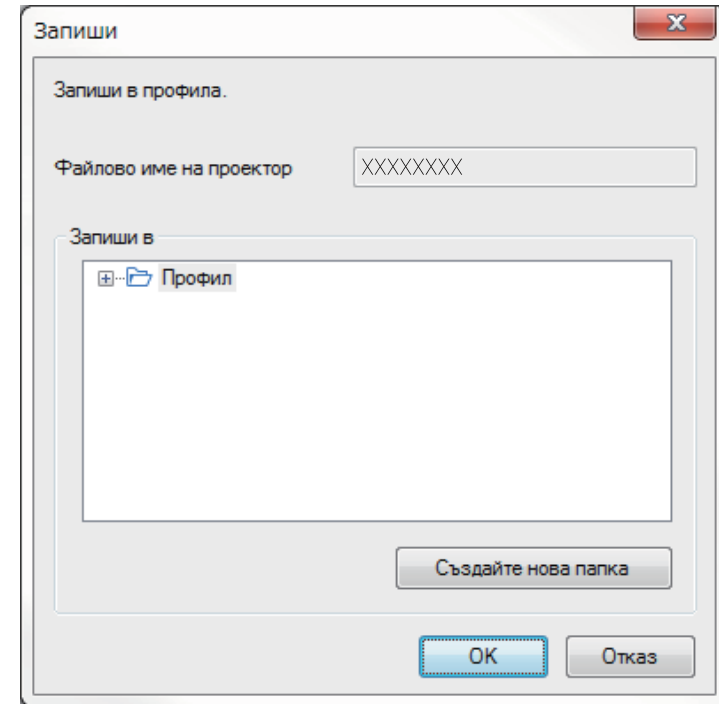 Запиши
Запиши в профила.
Файлово име на проектор XXXXXXXX
Запиши в
Профил
Създайте нова папка
OK Отказ